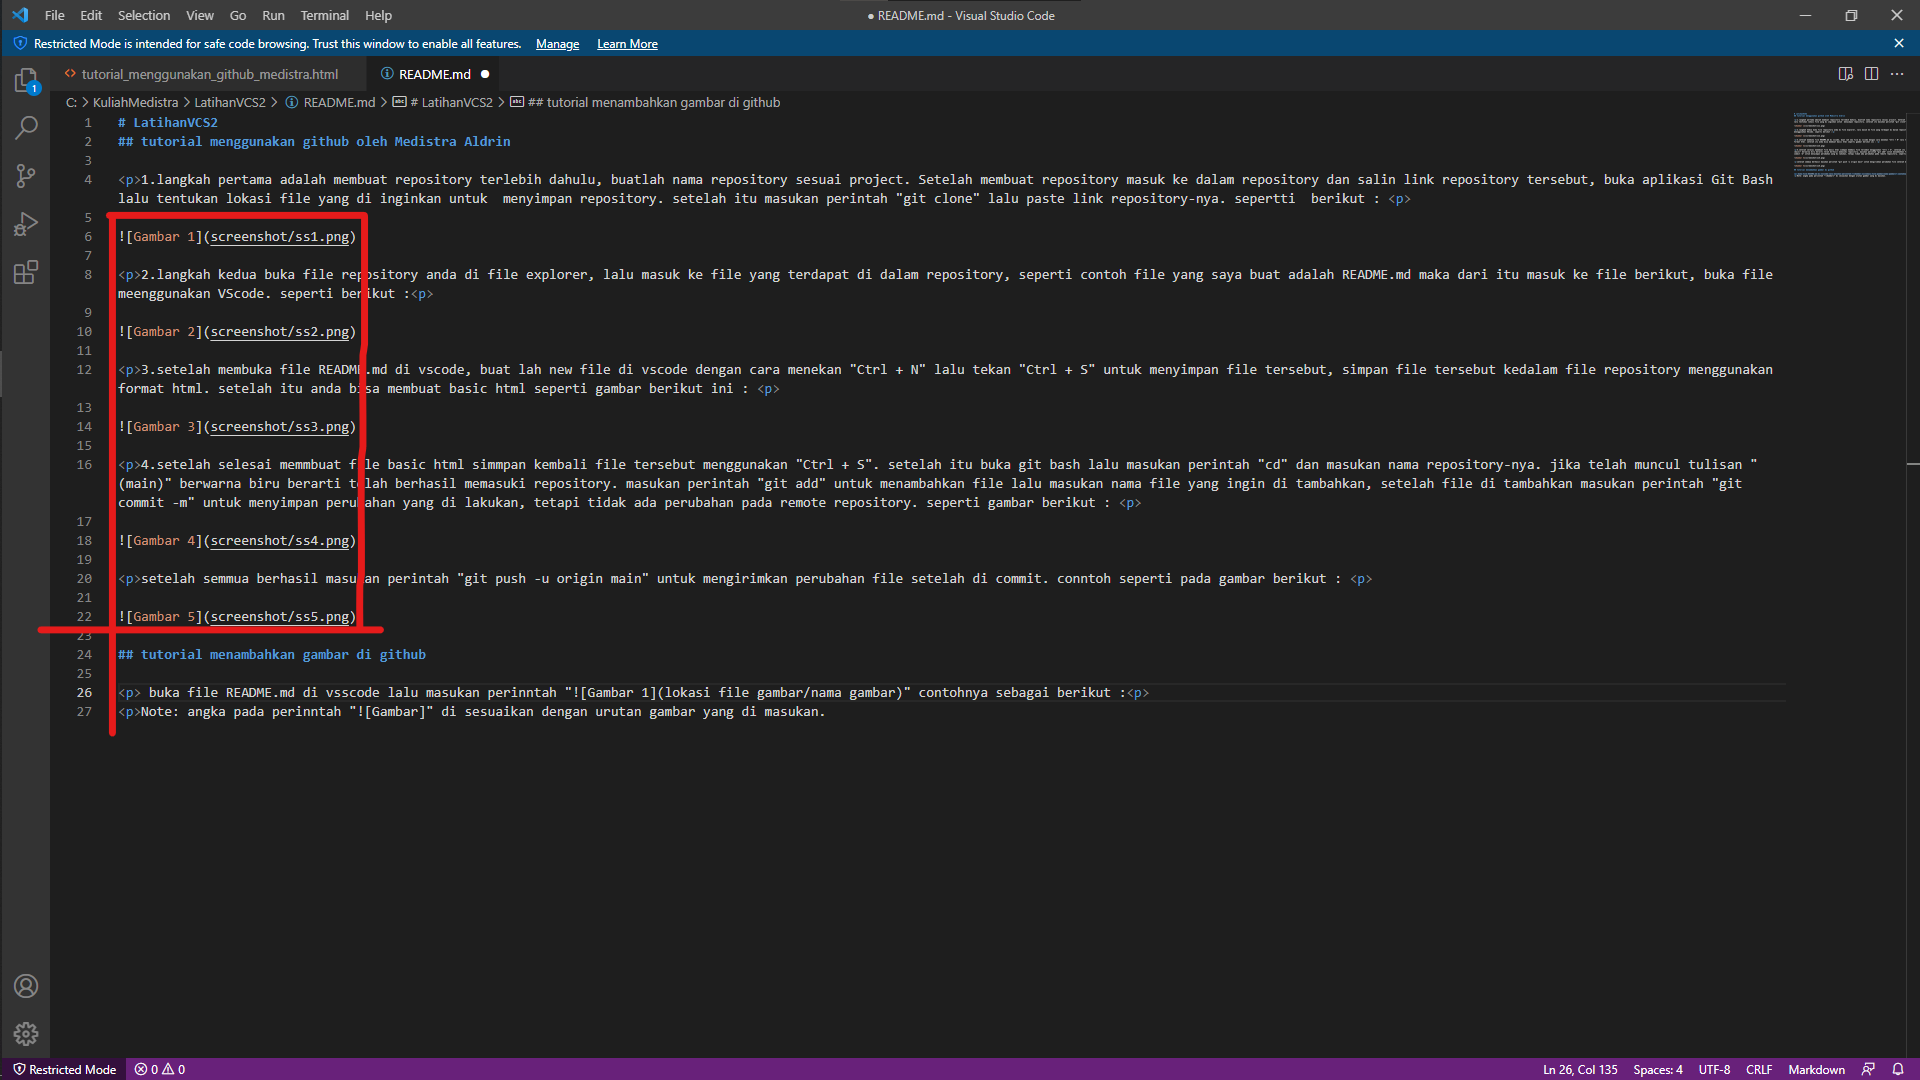 File Edit Selection View Go Run Terminal Help
● README.md - Visual Studio Code
Restricted Mode is intended for safe code browsing. Trust this window to enable all features. Manage Learn More
tutorial_menggunakan_github_medistra.html
README.md ●
C: > KuliahMedistra > LatihanVCS2 > README.md > # LatihanVCS2 > ## tutorial menambahkan gambar di github
1
1 # LatihanVCS2
2 ## tutorial menggunakan github oleh Medistra Aldrin
3
4 <p>1.langkah pertama adalah membuat repository terlebih dahulu, buatlah nama repository sesuai project. Setelah membuat repository masuk ke dalam repository dan salin link repository tersebut, buka aplikasi Git Bash
lalu tentukan lokasi file yang di inginkan untuk  menyimpan repository. setelah itu masukan perintah "git clone" lalu paste link repository-nya. sepertti  berikut : <p>
5
6 ![Gambar 1](screenshot/ss1.png)
7
8 <p>2.langkah kedua buka file repository anda di file explorer, lalu masuk ke file yang terdapat di dalam repository, seperti contoh file yang saya buat adalah README.md maka dari itu masuk ke file berikut, buka file
meenggunakan VScode. seperti berikut :<p>
9
10 ![Gambar 2](screenshot/ss2.png)
11
12 <p>3.setelah membuka file README.md di vscode, buat lah new file di vscode dengan cara menekan "Ctrl + N" lalu tekan "Ctrl + S" untuk menyimpan file tersebut, simpan file tersebut kedalam file repository menggunakan
format html. setelah itu anda bisa membuat basic html seperti gambar berikut ini : <p>
13
14 ![Gambar 3](screenshot/ss3.png)
15
16 <p>4.setelah selesai memmbuat file basic html simmpan kembali file tersebut menggunakan "Ctrl + S". setelah itu buka git bash lalu masukan perintah "cd" dan masukan nama repository-nya. jika telah muncul tulisan "
(main)" berwarna biru berarti telah berhasil memasuki repository. masukan perintah "git add" untuk menambahkan file lalu masukan nama file yang ingin di tambahkan, setelah file di tambahkan masukan perintah "git
commit -m" untuk menyimpan perubahan yang di lakukan, tetapi tidak ada perubahan pada remote repository. seperti gambar berikut : <p>
17
18 ![Gambar 4](screenshot/ss4.png)
19
20 <p>setelah semmua berhasil masukan perintah "git push -u origin main" untuk mengirimkan perubahan file setelah di commit. conntoh seperti pada gambar berikut : <p>
21
22 ![Gambar 5](screenshot/ss5.png)
23
24 ## tutorial menambahkan gambar di github
25
26 <p> buka file README.md di vsscode lalu masukan perinntah "![Gambar 1](lokasi file gambar/nama gambar)" contohnya sebagai berikut :<p>
27 <p>Note: angka pada perinntah "![Gambar]" di sesuaikan dengan urutan gambar yang di masukan.
Restricted Mode 0 0
Ln 26, Col 135 Spaces: 4 UTF-8 CRLF Markdown